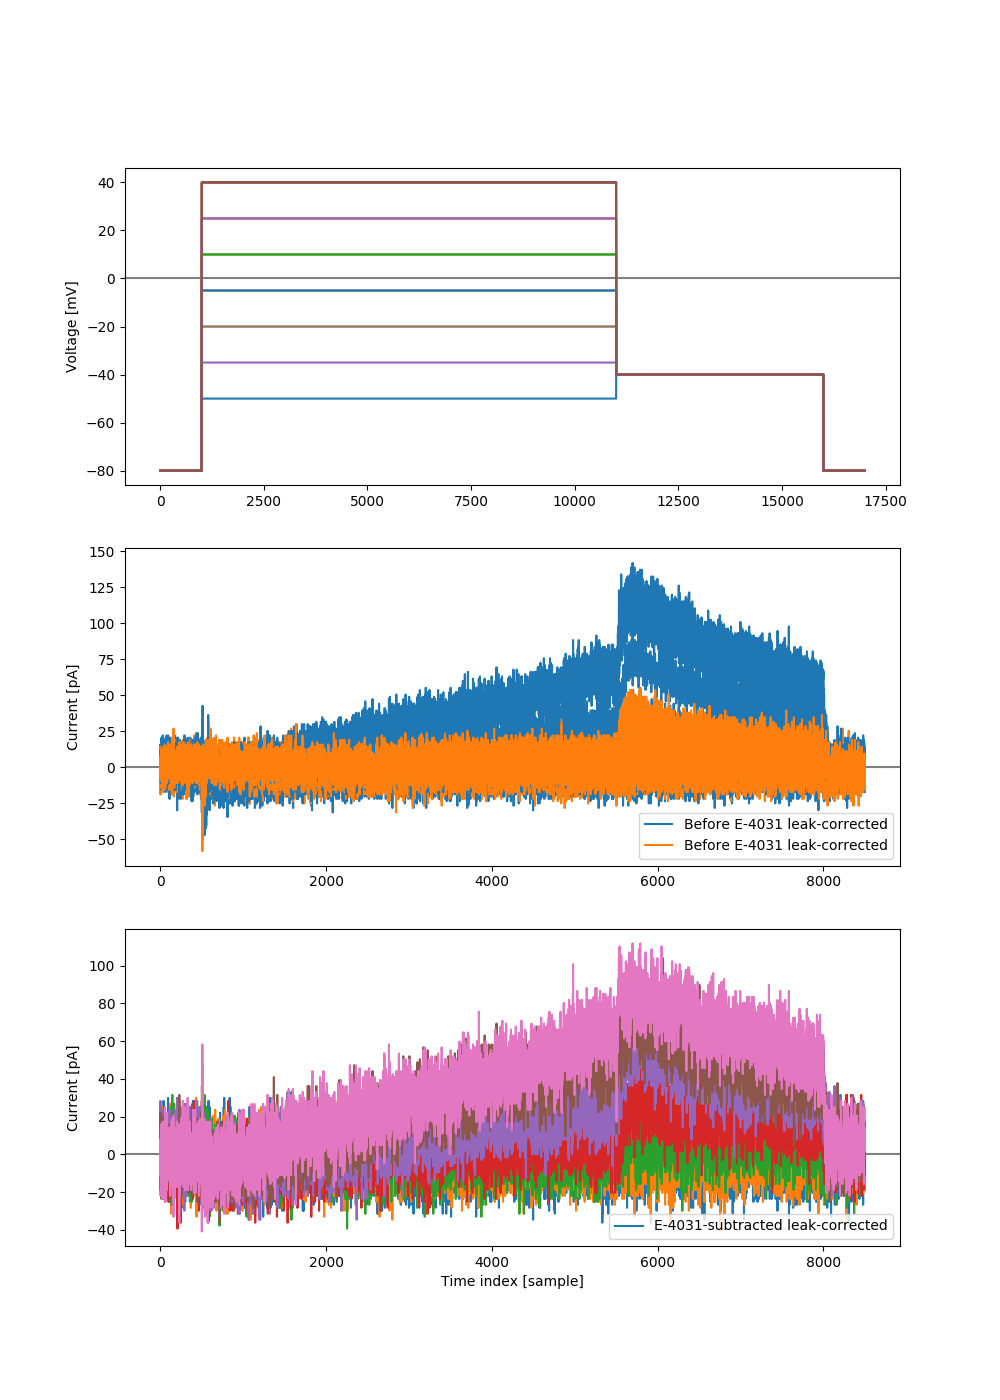 40
20
0
−20
−40
−60
−80
Voltage [mV]
0 2500 5000 7500 10000 12500 15000 17500
150
125
100
75
50
25
0
−25
−50
Current [pA]
Before E-4031 leak-corrected
Before E-4031 leak-corrected
0 2000 4000 6000 8000
100
80
60
40
20
0
−20
−40
Current [pA]
E-4031-subtracted leak-corrected
0 2000 4000 6000 8000
Time index [sample]